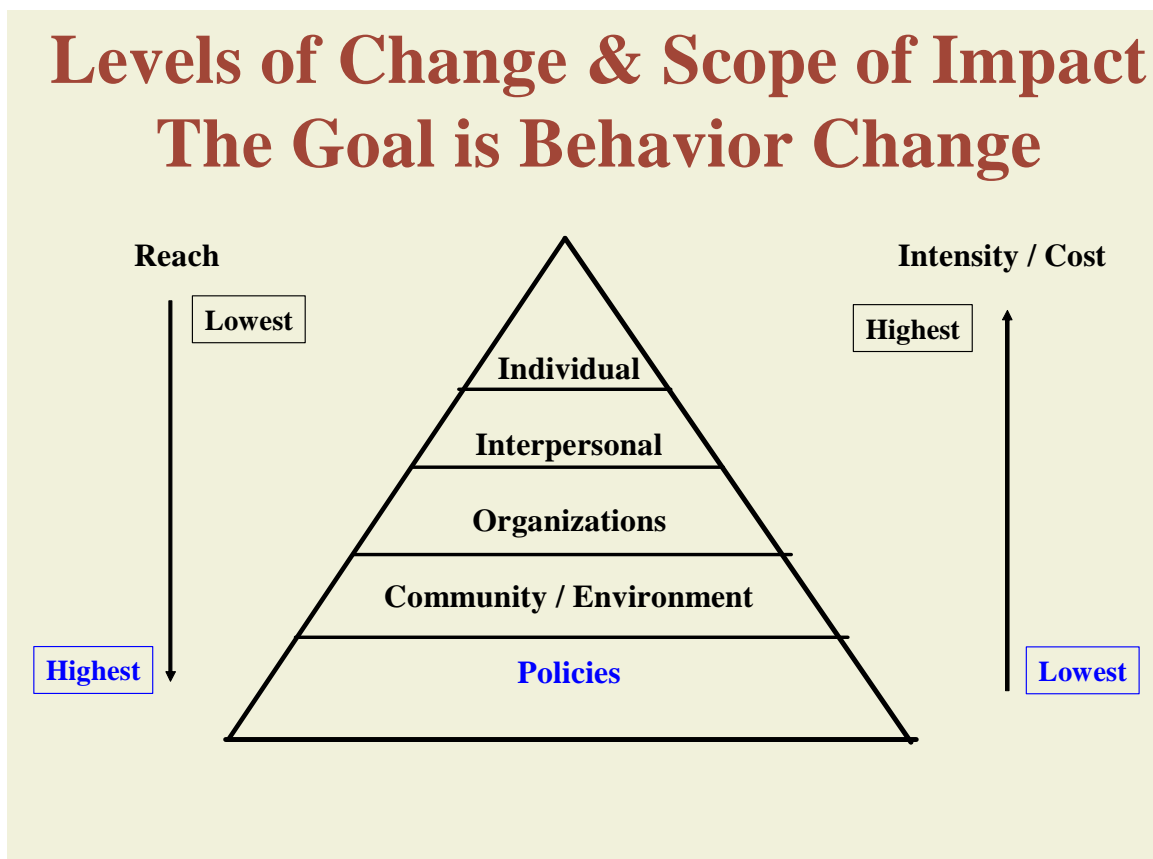 Levels of Change & Scope of Impact
The Goal is Behavior Change
Reach
Intensity / Cost
Lowest
Highest
Individual
Interpersonal
Organizations
Community / Environment
Highest
Policies
Lowest